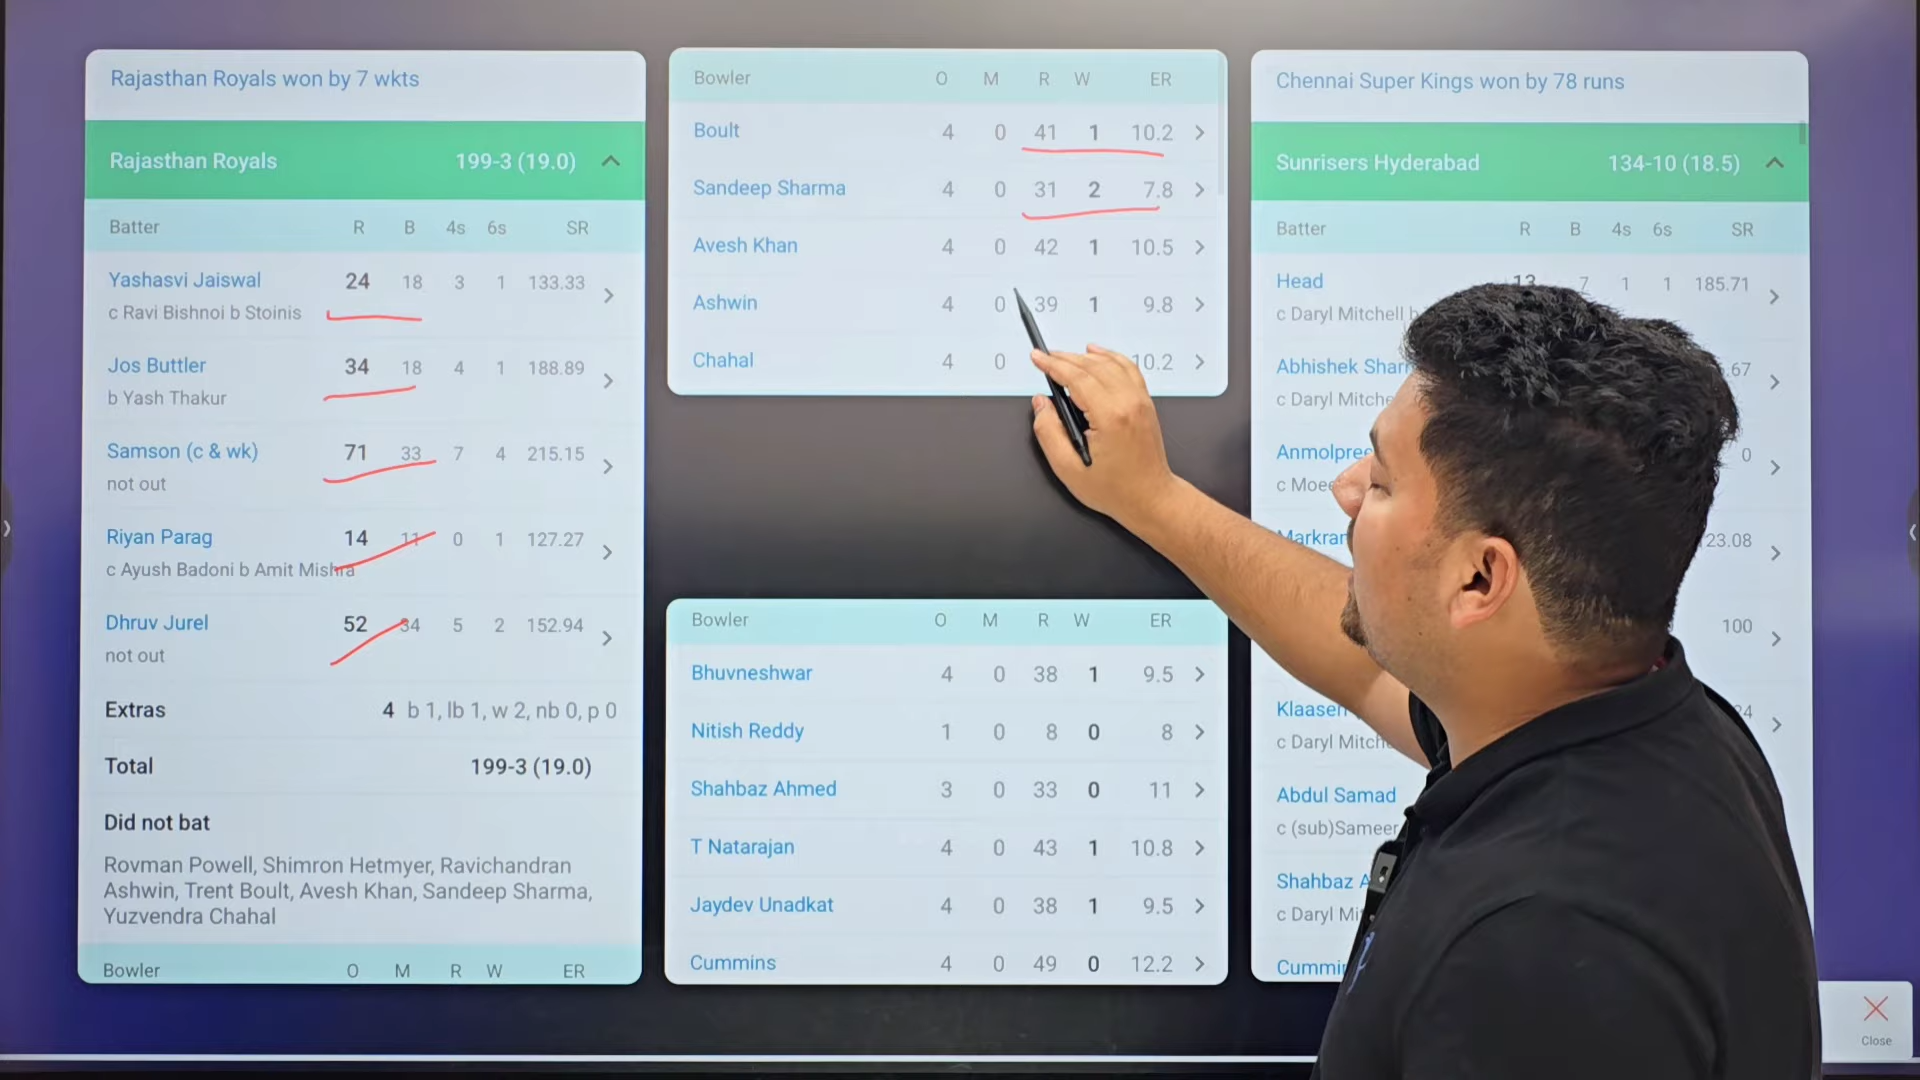 Rajasthan Royals won by 7 wkts
Rajasthan Royals 199-3 (19.0)
Batter R B 4s 6s SR
Yashasvi Jaiswal 24 18 3 1 133.33
c Ravi Bishnoi b Stoinis
Jos Buttler 34 18 4 1 188.89
b Yash Thakur
Samson (c & wk) 71 33 7 4 215.15
not out
Riyan Parag 14 11 0 1 127.27
c Ayush Badoni b Amit Mishra
Dhruv Jurel 52 34 5 2 152.94
not out
Extras 4 b 1, lb 1, w 2, nb 0, p 0
Total 199-3 (19.0)
Did not bat
Rovman Powell, Shimron Hetmyer, Ravichandran
Ashwin, Trent Boult, Avesh Khan, Sandeep Sharma,
Yuzvendra Chahal
Bowler O M R W ER
Bowler O M R W ER
Boult 4 0 41 1 10.2
Sandeep Sharma 4 0 31 2 7.8
Avesh Khan 4 0 42 1 10.5
Ashwin 4 0 39 1 9.8
Chahal 4 0 10.2
Bowler O M R W ER
Bhuvneshwar 4 0 38 1 9.5
Nitish Reddy 1 0 8 0 8
Shahbaz Ahmed 3 0 33 0 11
T Natarajan 4 0 43 1 10.8
Jaydev Unadkat 4 0 38 1 9.5
Cummins 4 0 49 0 12.2
Chennai Super Kings won by 78 runs
Sunrisers Hyderabad 134-10 (18.5)
Batter R B 4s 6s SR
Head 13 7 1 1 185.71
c Daryl Mitchell b
Abhishek
c Daryl
0
c
23.08
100
Klaasen
c Daryl
Abdul Samad
c (sub)Sameer
Shahbaz
c Daryl
Close